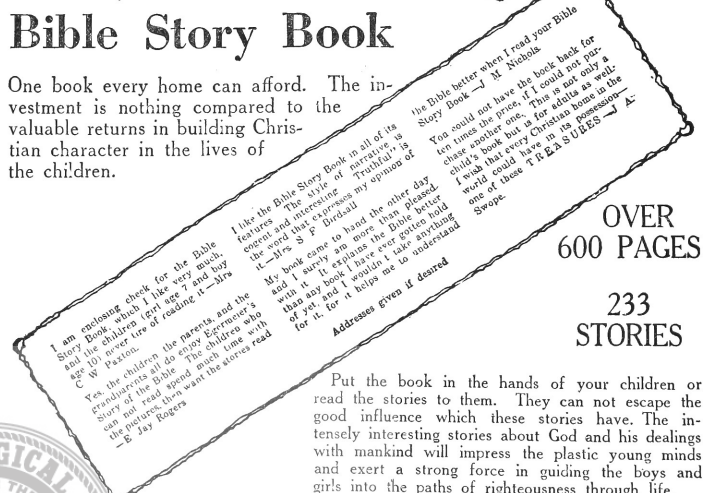 Bible Story Book
One book every home can afford. The in-
vestment is nothing compared to the
valuable returns in building Chris-
tian character in the lives of
the children.
I am enclosing check for the Bible
Story Book, which I like very much,
and the children (girl age 7 and boy
age 10) never tire of reading it—Mrs
C W Paxton.
Yes, the children the parents, and the
grandparents all do enjoy Egermeier's
Story of the Bible. The children who
can not read spend much time with
the pictures, then want the stories read
—E Jay Rogers
I like the Bible Story Book in all of its
features The style of narrative is
cogent and interesting Truthful is
the word that expresses my opinion of
it.—Mrs. S F Birdsall
My book came to hand the other day
and I surely am more than pleased
with it It explains the Bible better
than any book I have ever gotten hold
of yet, and I wouldn't take anything
for it, for it helps me to understand
the Bible better when I read your Bible
Story Book—J M Nichols.
You could not have the book back for
ten times the price, if I could not pur-
chase another one. This is not only a
child's book but is for adults as well-
I wish that every Christian home in the
world could have in its possession—
one of these TREASURES—J A.
Swope.
Addresses given if desired
OVER
600 PAGES
233
STORIES
Put the book in the hands of your children or
read the stories to them. They can not escape the
good influence which these stories have. The in-
tensely interesting stories about God and his dealings
with mankind will impress the plastic young minds
and exert a strong force in guiding the boys and
girls into the paths of righteousness through life